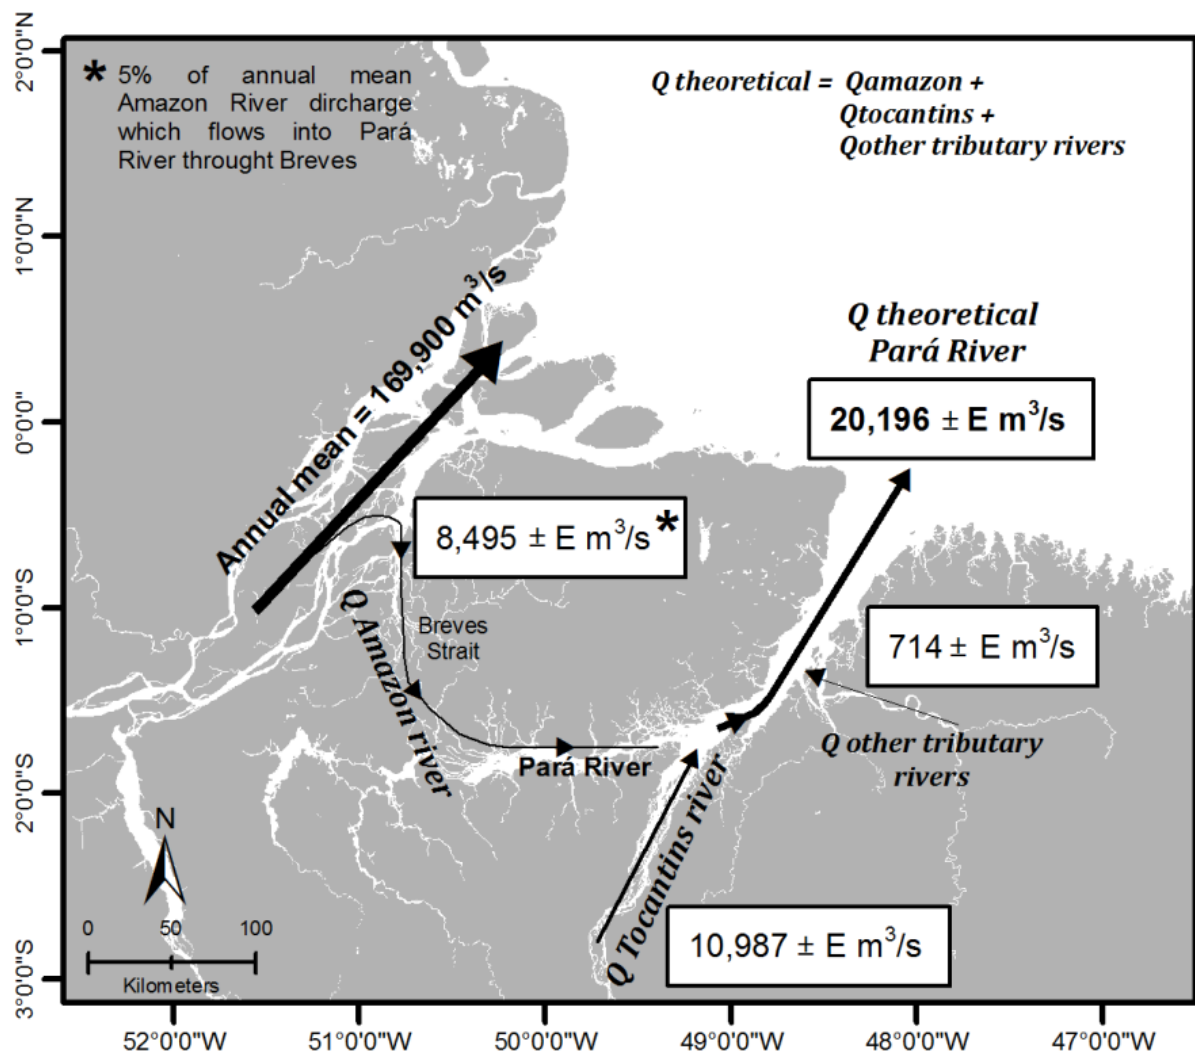 * 5% of annual mean
Amazon River dircharge
which flows into Pará
River throught Breves
Q theoretical = Qamazon +
Qtocantins +
Qother tributary rivers
2°0'0"N
1°0'0"N
0°0'0"
1°0'0"S
2°0'0"S
3°0'0"S
Annual mean = 169,900 m³/s
Q theoretical
Pará River
20,196 ± E m³/s
8,495 ± E m³/s*
Q Amazon river
Breves
Strait
714 ± E m³/s
Q other tributary
rivers
Pará River
Q Tocantins river
10,987 ± E m³/s
N
0 50 100
Kilometers
52°0'0"W 51°0'0"W 50°0'0"W 49°0'0"W 48°0'0"W 47°0'0"W